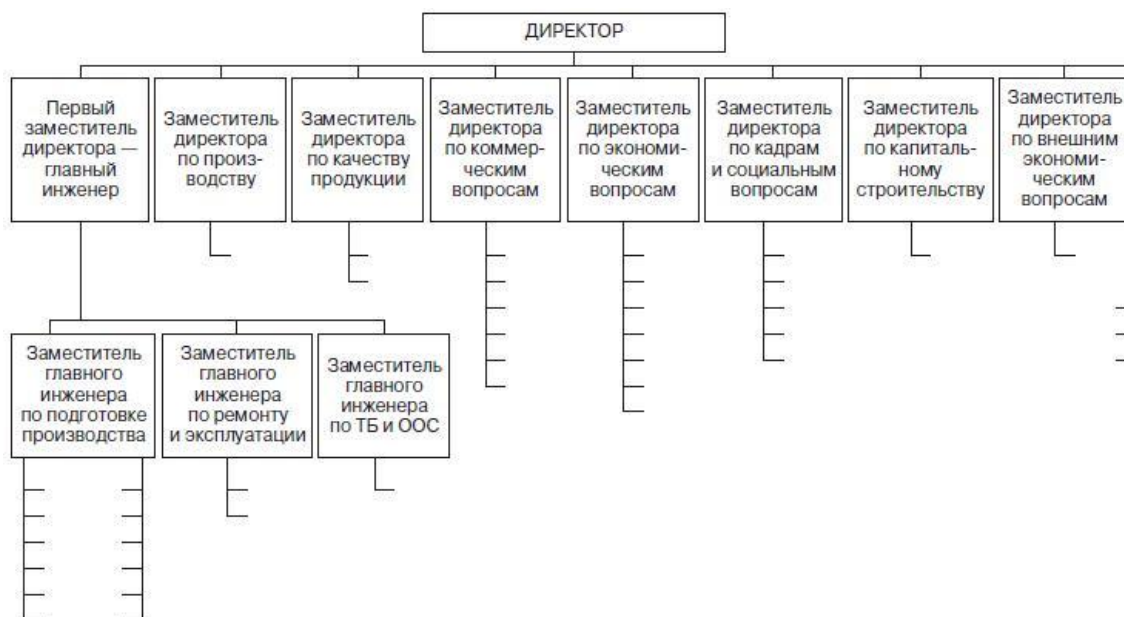 ДИРЕКТОР
Первый
заместитель
директора —
главный
инженер
Заместитель
директора
по произ-
водству
Заместитель
директора
по качеству
продукции
Заместитель
директора
по коммер-
ческим
вопросам
Заместитель
директора
по экономи-
ческим
вопросам
Заместитель
директора
по кадрам
и социальным
вопросам
Заместитель
директора
по капиталь-
ному
строительству
Заместитель
директора
по внешним
экономи-
ческим
вопросам
Заместитель
главного
инженера
по подготовке
производства
Заместитель
главного
инженера
по ремонту
и эксплуатации
Заместитель
главного
инженера
по ТБ и ООС